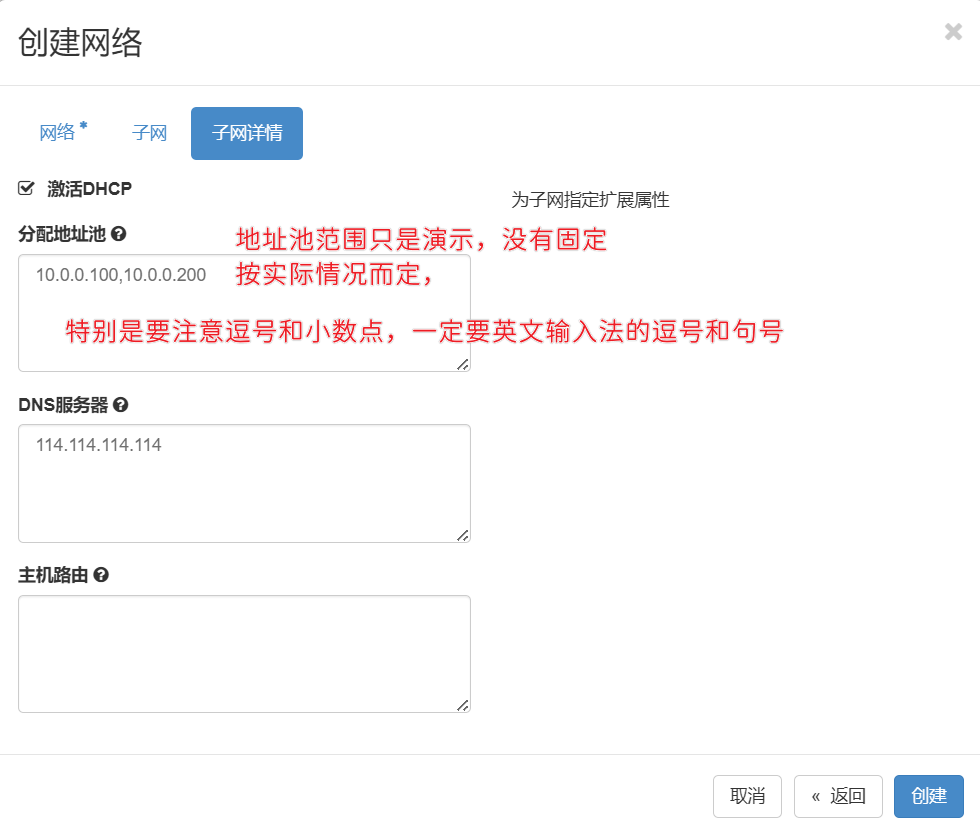 创建网络
网络 *
子网
子网详情
激活DHCP
为子网指定扩展属性
分配地址池
地址池范围只是演示，没有固定
10.0.0.100,10.0.0.200
按实际情况而定，
特别是要注意逗号和小数点，一定要英文输入法的逗号和句号
DNS服务器
114.114.114.114
主机路由
取消
« 返回
创建